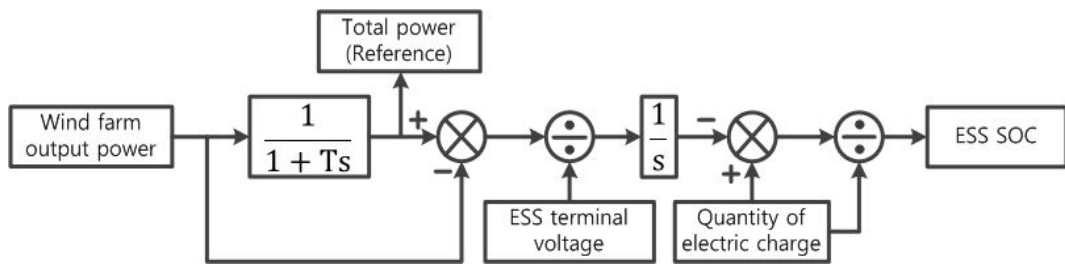 Total power
(Reference)
Wind farm
output power
1
1 + Ts
+
−
÷
1
s
−
+
÷
ESS SOC
ESS terminal
voltage
Quantity of
electric charge